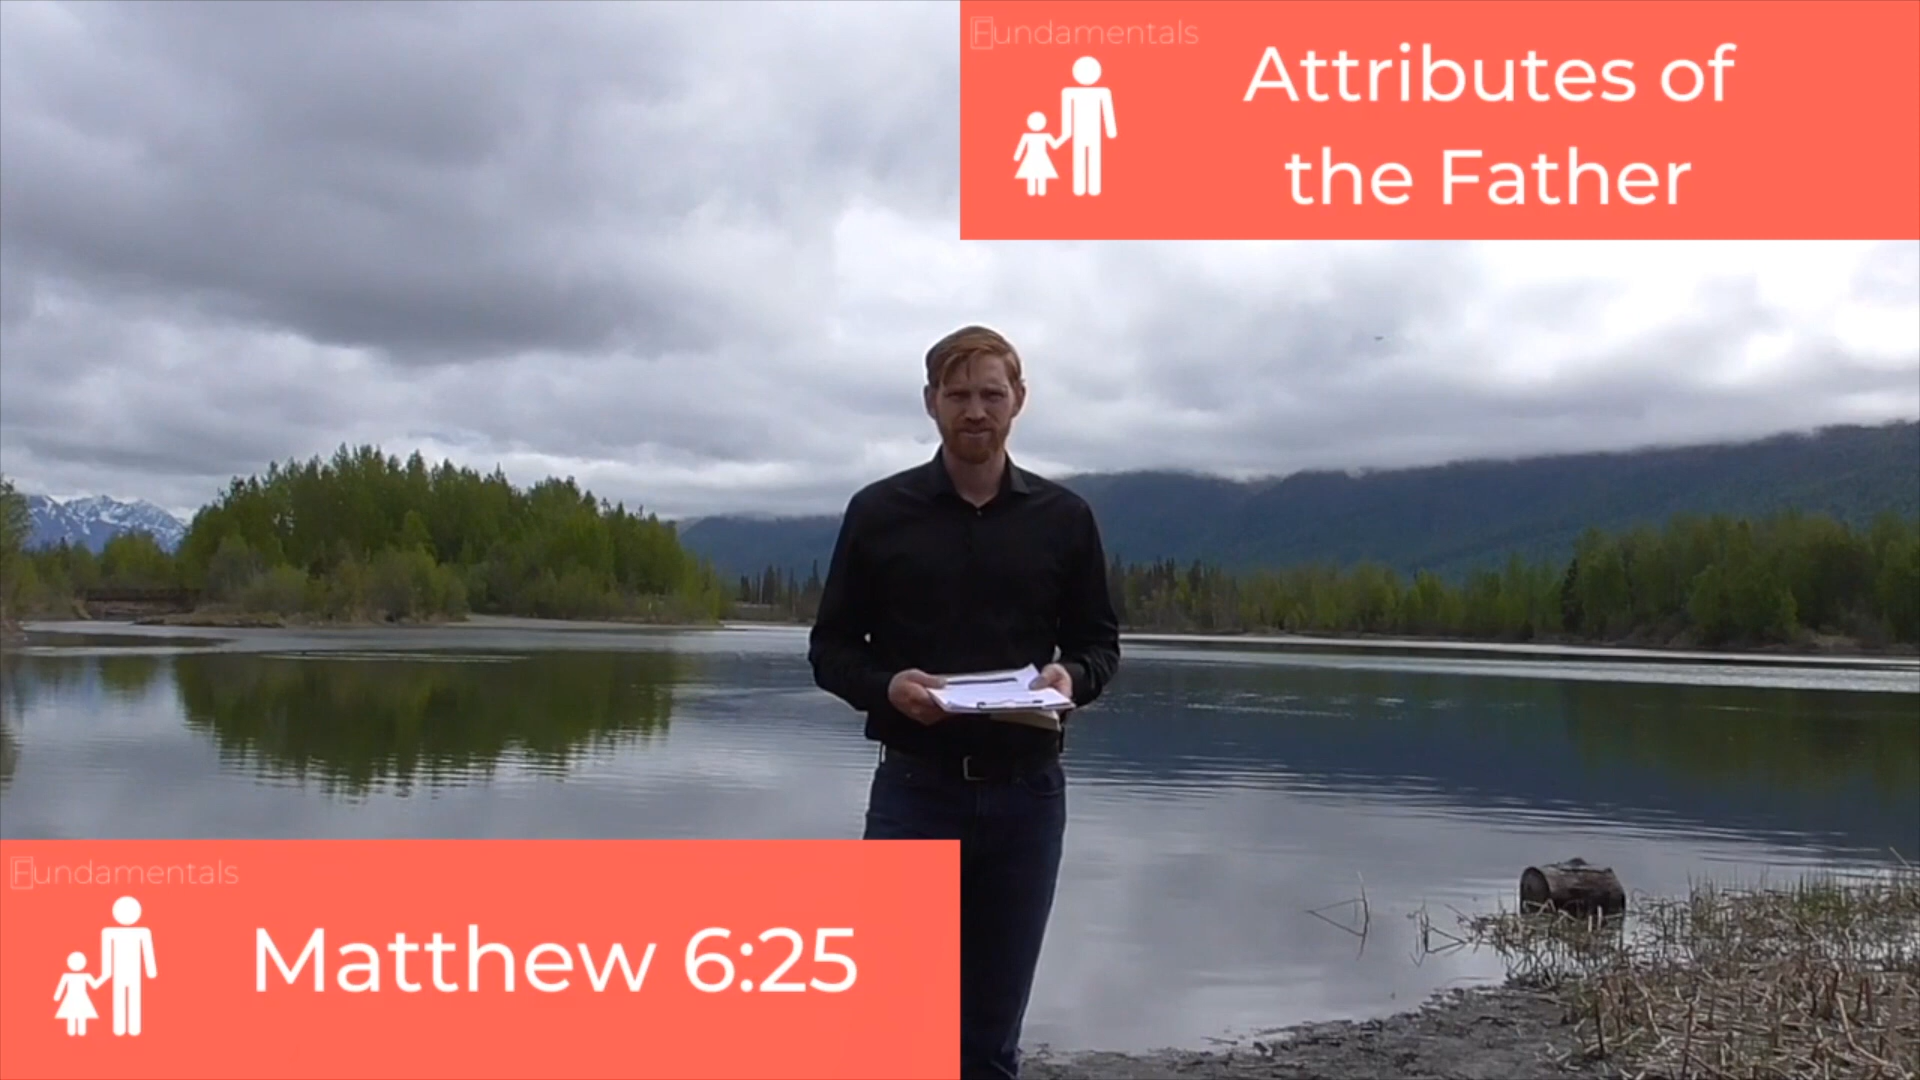 Fundamentals
Attributes of
the Father
Fundamentals
Matthew 6:25